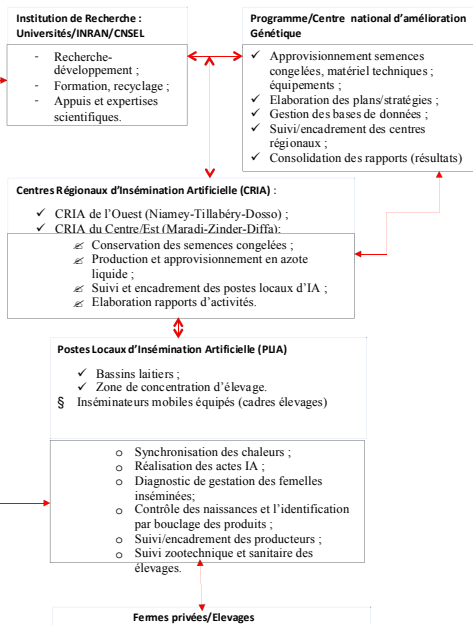 Institution de Recherche :
Universités/INRAN/CNSEL
- Recherche-
développement ;
- Formation, recyclage ;
- Appuis et expertises
scientifiques.
Programme/Centre national d'amélioration
Génétique
✓ Approvisionnement semences
congelées, matériel techniques ;
équipements ;
✓ Elaboration des plans/stratégies ;
✓ Gestion des bases de données ;
✓ Suivi/encadrement des centres
régionaux ;
✓ Consolidation des rapports (résultats)
Centres Régionaux d'Insémination Artificielle (CRIA) :
✓ CRIA de l'Ouest (Niamey-Tillabéry-Dosso) ;
✓ CRIA du Centre/Est (Maradi-Zinder-Diffa);
✍ Conservation des semences congelées ;
✍ Production et approvisionnement en azote
liquide ;
✍ Suivi et encadrement des postes locaux d'IA ;
✍ Elaboration rapports d'activités.
Postes Locaux d'Insémination Artificielle (PLIA)
✓ Bassins laitiers ;
✓ Zone de concentration d'élevage.
§ Inséminateurs mobiles équipés (cadres élevages)
o Synchronisation des chaleurs ;
o Réalisation des actes IA ;
o Diagnostic de gestation des femelles
inséminées;
o Contrôle des naissances et l'identification
par bouclage des produits ;
o Suivi/encadrement des producteurs ;
o Suivi zootechnique et sanitaire des
élevages.
Fermes privées/Elevages